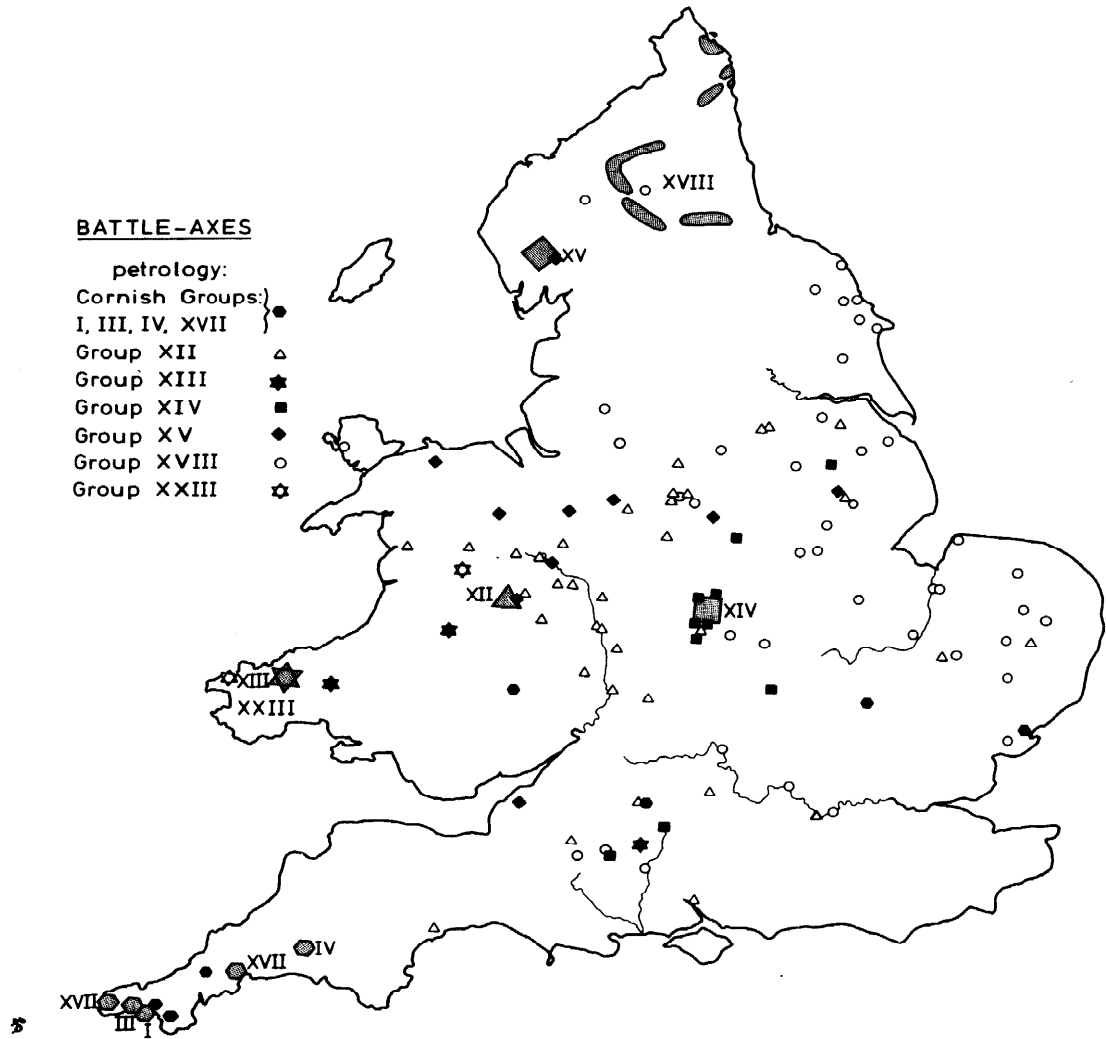 BATTLE-AXES
petrology:
Cornish Groups:
I, III, IV, XVII
Group XII
Group XIII
Group XIV
Group XV
Group XVIII
Group XXIII
XVIII
XV
XII
XIV
XIII
XXIII
IV
XVII
XVII
III
I